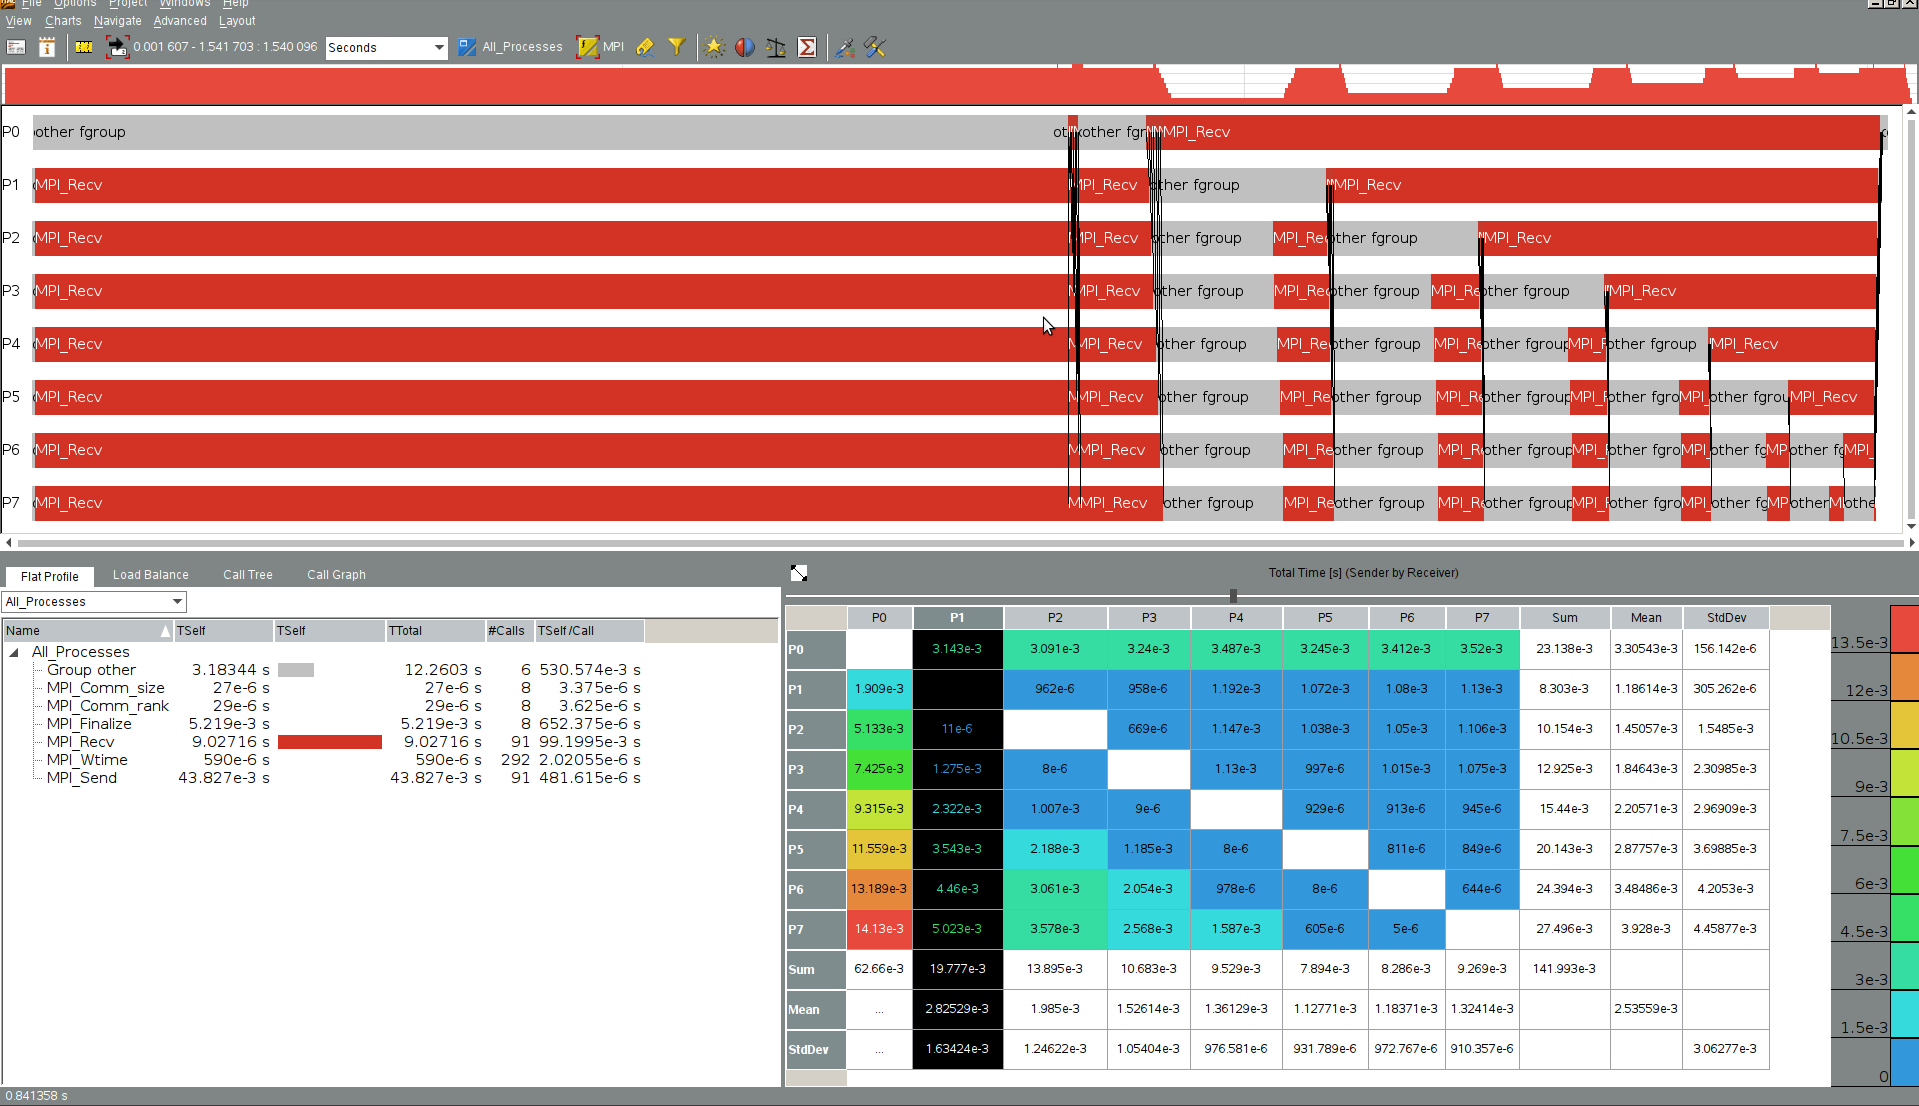 File Options Project Windows Help
View Charts Navigate Advanced Layout
0.001 607 - 1.541 703 : 1.540 096 Seconds All_Processes MPI
P0 other fgroup other fgr MPI_Recv
P1 MPI_Recv MPI_Recv other fgroup MPI_Recv
P2 MPI_Recv MPI_Recv other fgroup MPI_Rec other fgroup MPI_Recv
P3 MPI_Recv MPI_Recv other fgroup MPI_Rec other fgroup MPI_Re other fgroup MPI_Recv
P4 MPI_Recv MPI_Recv other fgroup MPI_Re other fgroup MPI_Re other fgroup MPI_R other fgroup MPI_Recv
P5 MPI_Recv MPI_Recv other fgroup MPI_Re other fgroup MPI_Re other fgroup MPI_ other fgro MPI_ other fgrou MPI_Recv
P6 MPI_Recv MPI_Recv other fgroup MPI_Re other fgroup MPI_R other fgroup MPI_ other fgroup MPI_ other fg MP other fg MPI_
P7 MPI_Recv MPI_Recv other fgroup MPI_Re other fgroup MPI_R other fgroup MPI_ other fgro MPI_ other fg MP other M othe
Flat Profile Load Balance Call Tree Call Graph
All_Processes
Name TSelf TSelf TTotal #Calls TSelf /Call
All_Processes
Group other 3.18344 s 12.2603 s 6 530.574e-3 s
MPI_Comm_size 27e-6 s 27e-6 s 8 3.375e-6 s
MPI_Comm_rank 29e-6 s 29e-6 s 8 3.625e-6 s
MPI_Finalize 5.219e-3 s 5.219e-3 s 8 652.375e-6 s
MPI_Recv 9.02716 s 9.02716 s 91 99.1995e-3 s
MPI_Wtime 590e-6 s 590e-6 s 292 2.02055e-6 s
MPI_Send 43.827e-3 s 43.827e-3 s 91 481.615e-6 s
Total Time [s] (Sender by Receiver)
P0 P1 P2 P3 P4 P5 P6 P7 Sum Mean StdDev
P0 3.143e-3 3.091e-3 3.24e-3 3.487e-3 3.245e-3 3.412e-3 3.52e-3 23.138e-3 3.30543e-3 156.142e-6
P1 1.909e-3 962e-6 958e-6 1.192e-3 1.072e-3 1.08e-3 1.13e-3 8.303e-3 1.18614e-3 305.262e-6
P2 5.133e-3 11e-6 669e-6 1.147e-3 1.038e-3 1.05e-3 1.106e-3 10.154e-3 1.45057e-3 1.5485e-3
P3 7.425e-3 1.275e-3 8e-6 1.13e-3 997e-6 1.015e-3 1.075e-3 12.925e-3 1.84643e-3 2.30985e-3
P4 9.315e-3 2.322e-3 1.007e-3 9e-6 929e-6 913e-6 945e-6 15.44e-3 2.20571e-3 2.96909e-3
P5 11.559e-3 3.543e-3 2.188e-3 1.185e-3 8e-6 811e-6 849e-6 20.143e-3 2.87757e-3 3.69885e-3
P6 13.189e-3 4.46e-3 3.061e-3 2.054e-3 978e-6 8e-6 644e-6 24.394e-3 3.48486e-3 4.2053e-3
P7 14.13e-3 5.023e-3 3.578e-3 2.568e-3 1.587e-3 605e-6 5e-6 27.496e-3 3.928e-3 4.45877e-3
Sum 62.66e-3 19.777e-3 13.895e-3 10.683e-3 9.529e-3 7.894e-3 8.286e-3 9.269e-3 141.993e-3
Mean ... 2.82529e-3 1.985e-3 1.52614e-3 1.36129e-3 1.12771e-3 1.18371e-3 1.32414e-3 2.53559e-3
StdDev ... 1.63424e-3 1.24622e-3 1.05404e-3 976.581e-6 931.789e-6 972.767e-6 910.357e-6 3.06277e-3
13.5e-3
12e-3
10.5e-3
9e-3
7.5e-3
6e-3
4.5e-3
3e-3
1.5e-3
0
0.841358 s